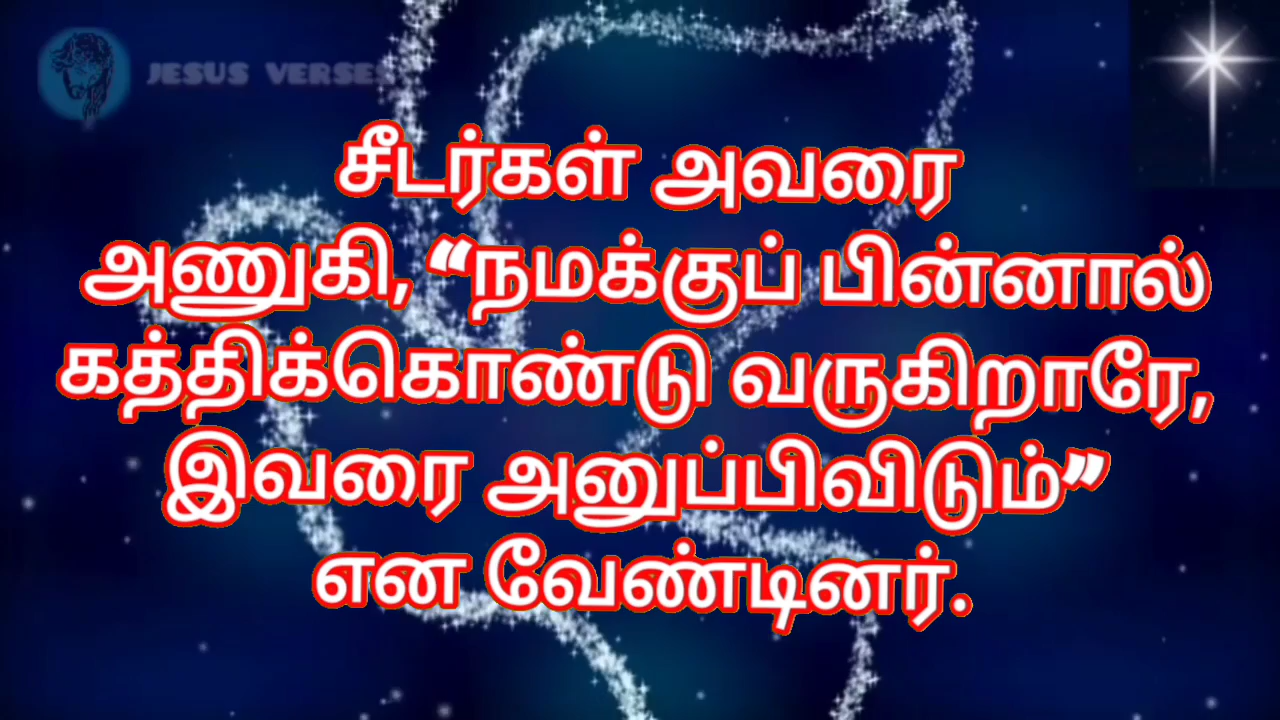 JESUS VERSES
சீடர்கள் அவரை
அணுகி, “நமக்குப் பின்னால்
கத்திக்கொண்டு வருகிறாரே,
இவரை அனுப்பிவிடும்”
என வேண்டினர்.